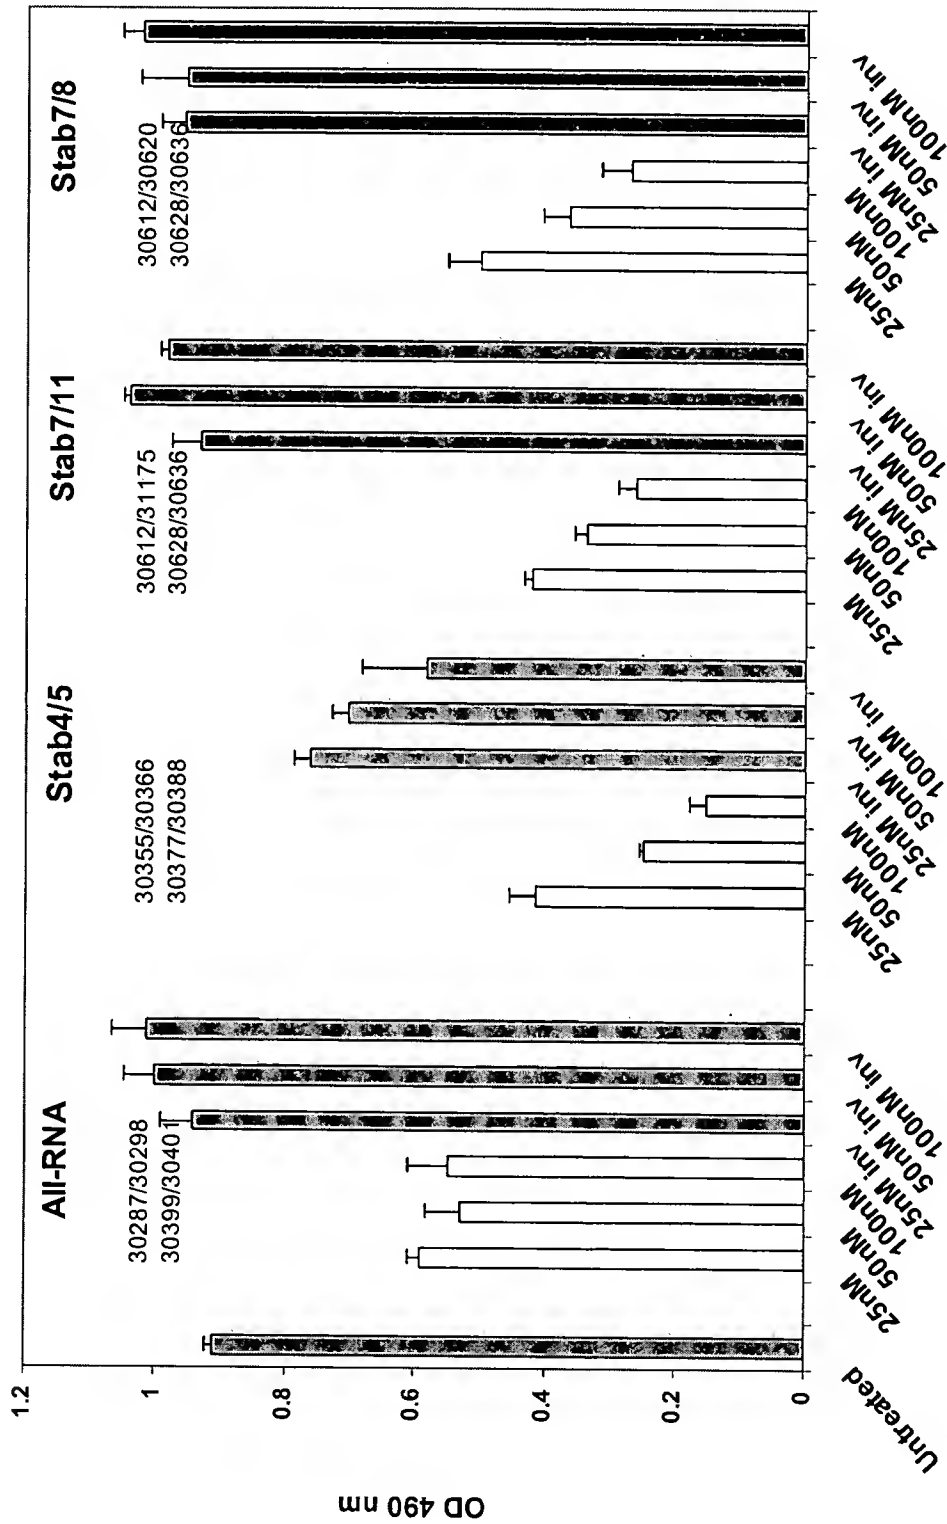 All-RNA
Stab4/5
Stab7/11
Stab7/8
30287/30298
30399/30401
30355/30366
30377/30388
30612/31175
30628/30636
30612/30620
30628/30636
OD 490 nm
1.2
1
0.8
0.6
0.4
0.2
0
Untreated
25nM
50nM
100nM
25nM inv
50nM inv
100nM inv
25nM
50nM
100nM
25nM inv
50nM inv
100nM inv
25nM
50nM
100nM
25nM inv
50nM inv
100nM inv
25nM
50nM
100nM
25nM inv
50nM inv
100nM inv